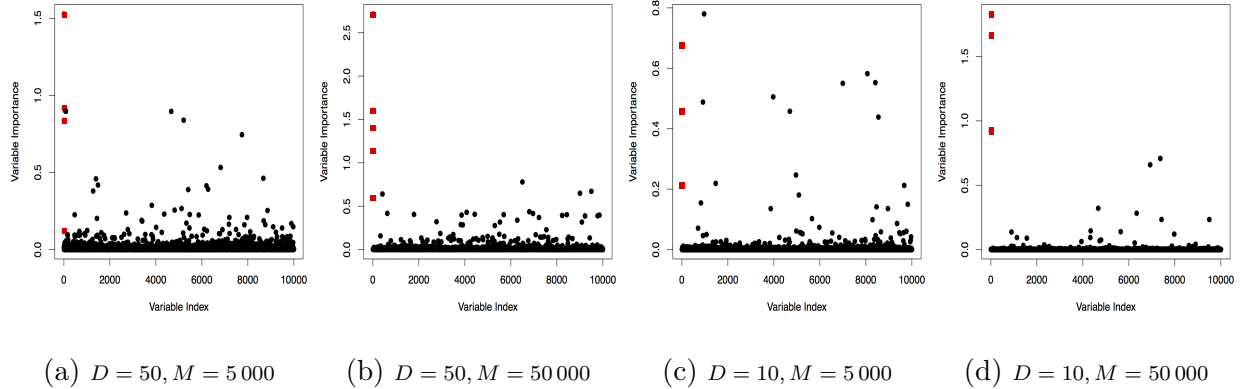 1.5
1.0
0.5
0.0
Variable Importance
0 2000 4000 6000 8000 10000
Variable Index
(a) D = 50, M = 5 000
2.5
2.0
1.5
1.0
0.5
0.0
Variable Importance
0 2000 4000 6000 8000 10000
Variable Index
(b) D = 50, M = 50 000
0.8
0.6
0.4
0.2
0.0
Variable Importance
0 2000 4000 6000 8000 10000
Variable Index
(c) D = 10, M = 5 000
1.5
1.0
0.5
0.0
Variable Importance
0 2000 4000 6000 8000 10000
Variable Index
(d) D = 10, M = 50 000